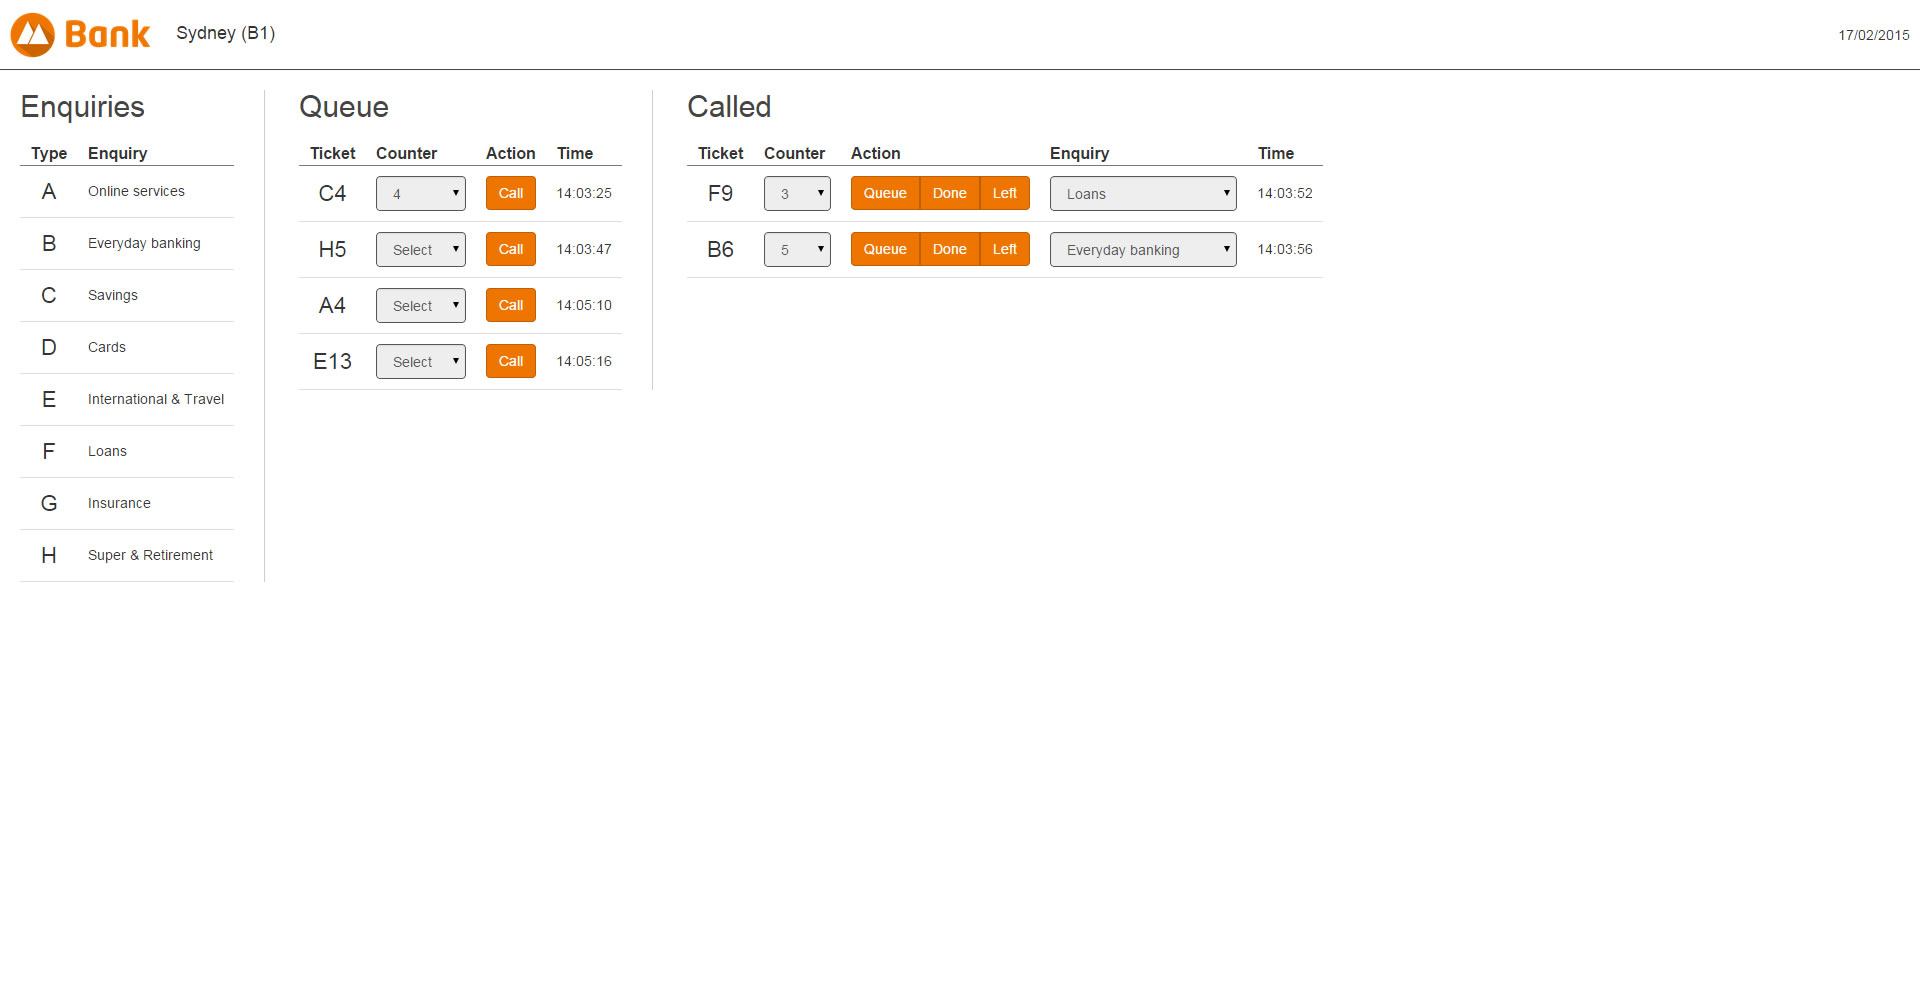 Bank Sydney (B1) 17/02/2015
Enquiries
Type Enquiry
A Online services
B Everyday banking
C Savings
D Cards
E International & Travel
F Loans
G Insurance
H Super & Retirement
Queue
Ticket Counter Action Time
C4 4 Call 14:03:25
H5 Select Call 14:03:47
A4 Select Call 14:05:10
E13 Select Call 14:05:16
Called
Ticket Counter Action Enquiry Time
F9 3 Queue Done Left Loans 14:03:52
B6 5 Queue Done Left Everyday banking 14:03:56